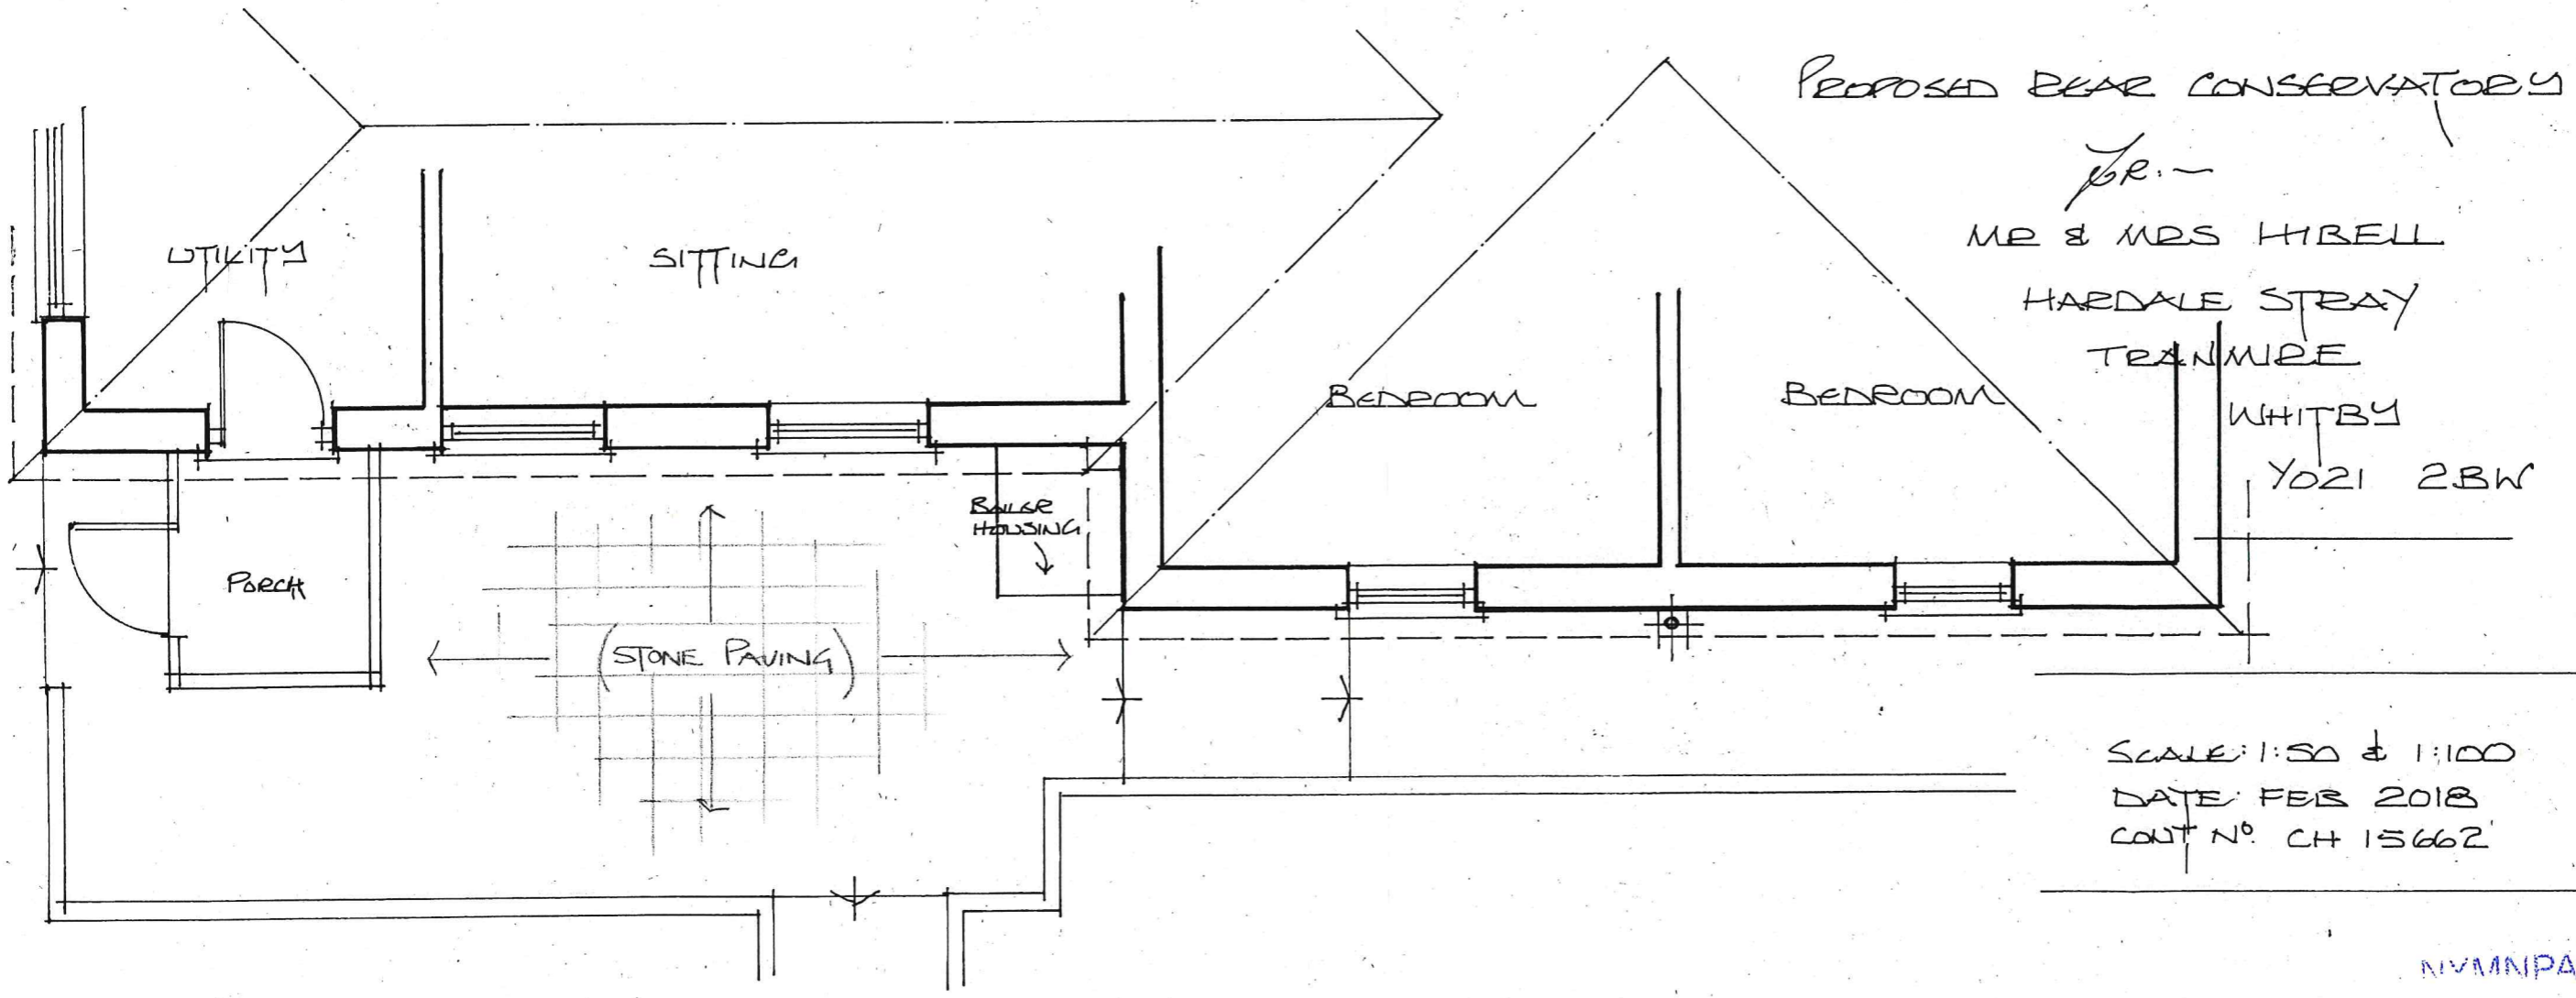 PROPOSED REAR CONSERVATORY
FOR:-
MR & MRS HIBELL
HARDALE STRAY
TRANMIRE
WHITBY
YO21 2BW
UTILITY
SITTING
BEDROOM
BEDROOM
BOILER
HOUSING
PORCH
(STONE PAVING)
SCALE: 1:50 & 1:100
DATE: FEB 2018
CONT Nº CH 15662
NYMNPA